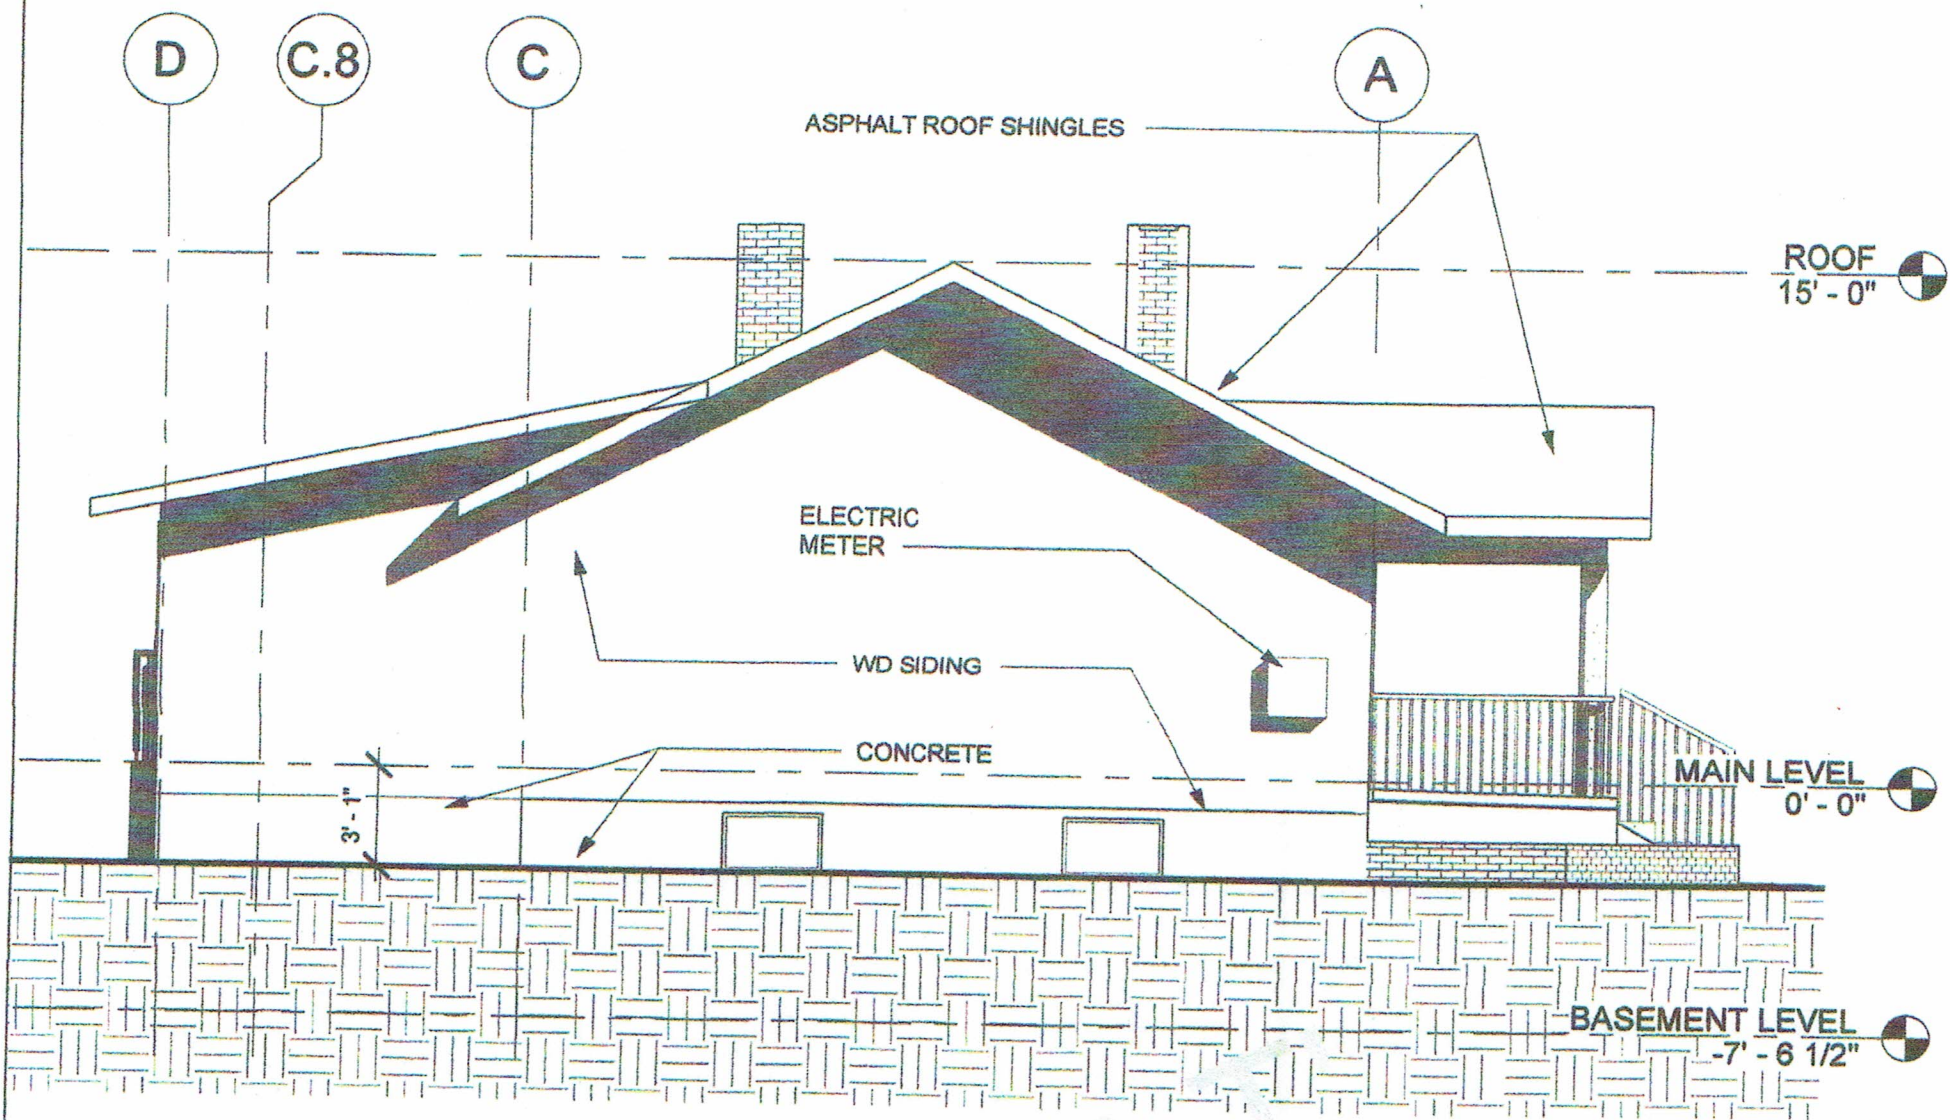 D
C.8
C
A
ASPHALT ROOF SHINGLES
ROOF
15' - 0"
ELECTRIC
METER
WD SIDING
CONCRETE
3' - 1"
MAIN LEVEL
0' - 0"
BASEMENT LEVEL
-7' - 6 1/2"